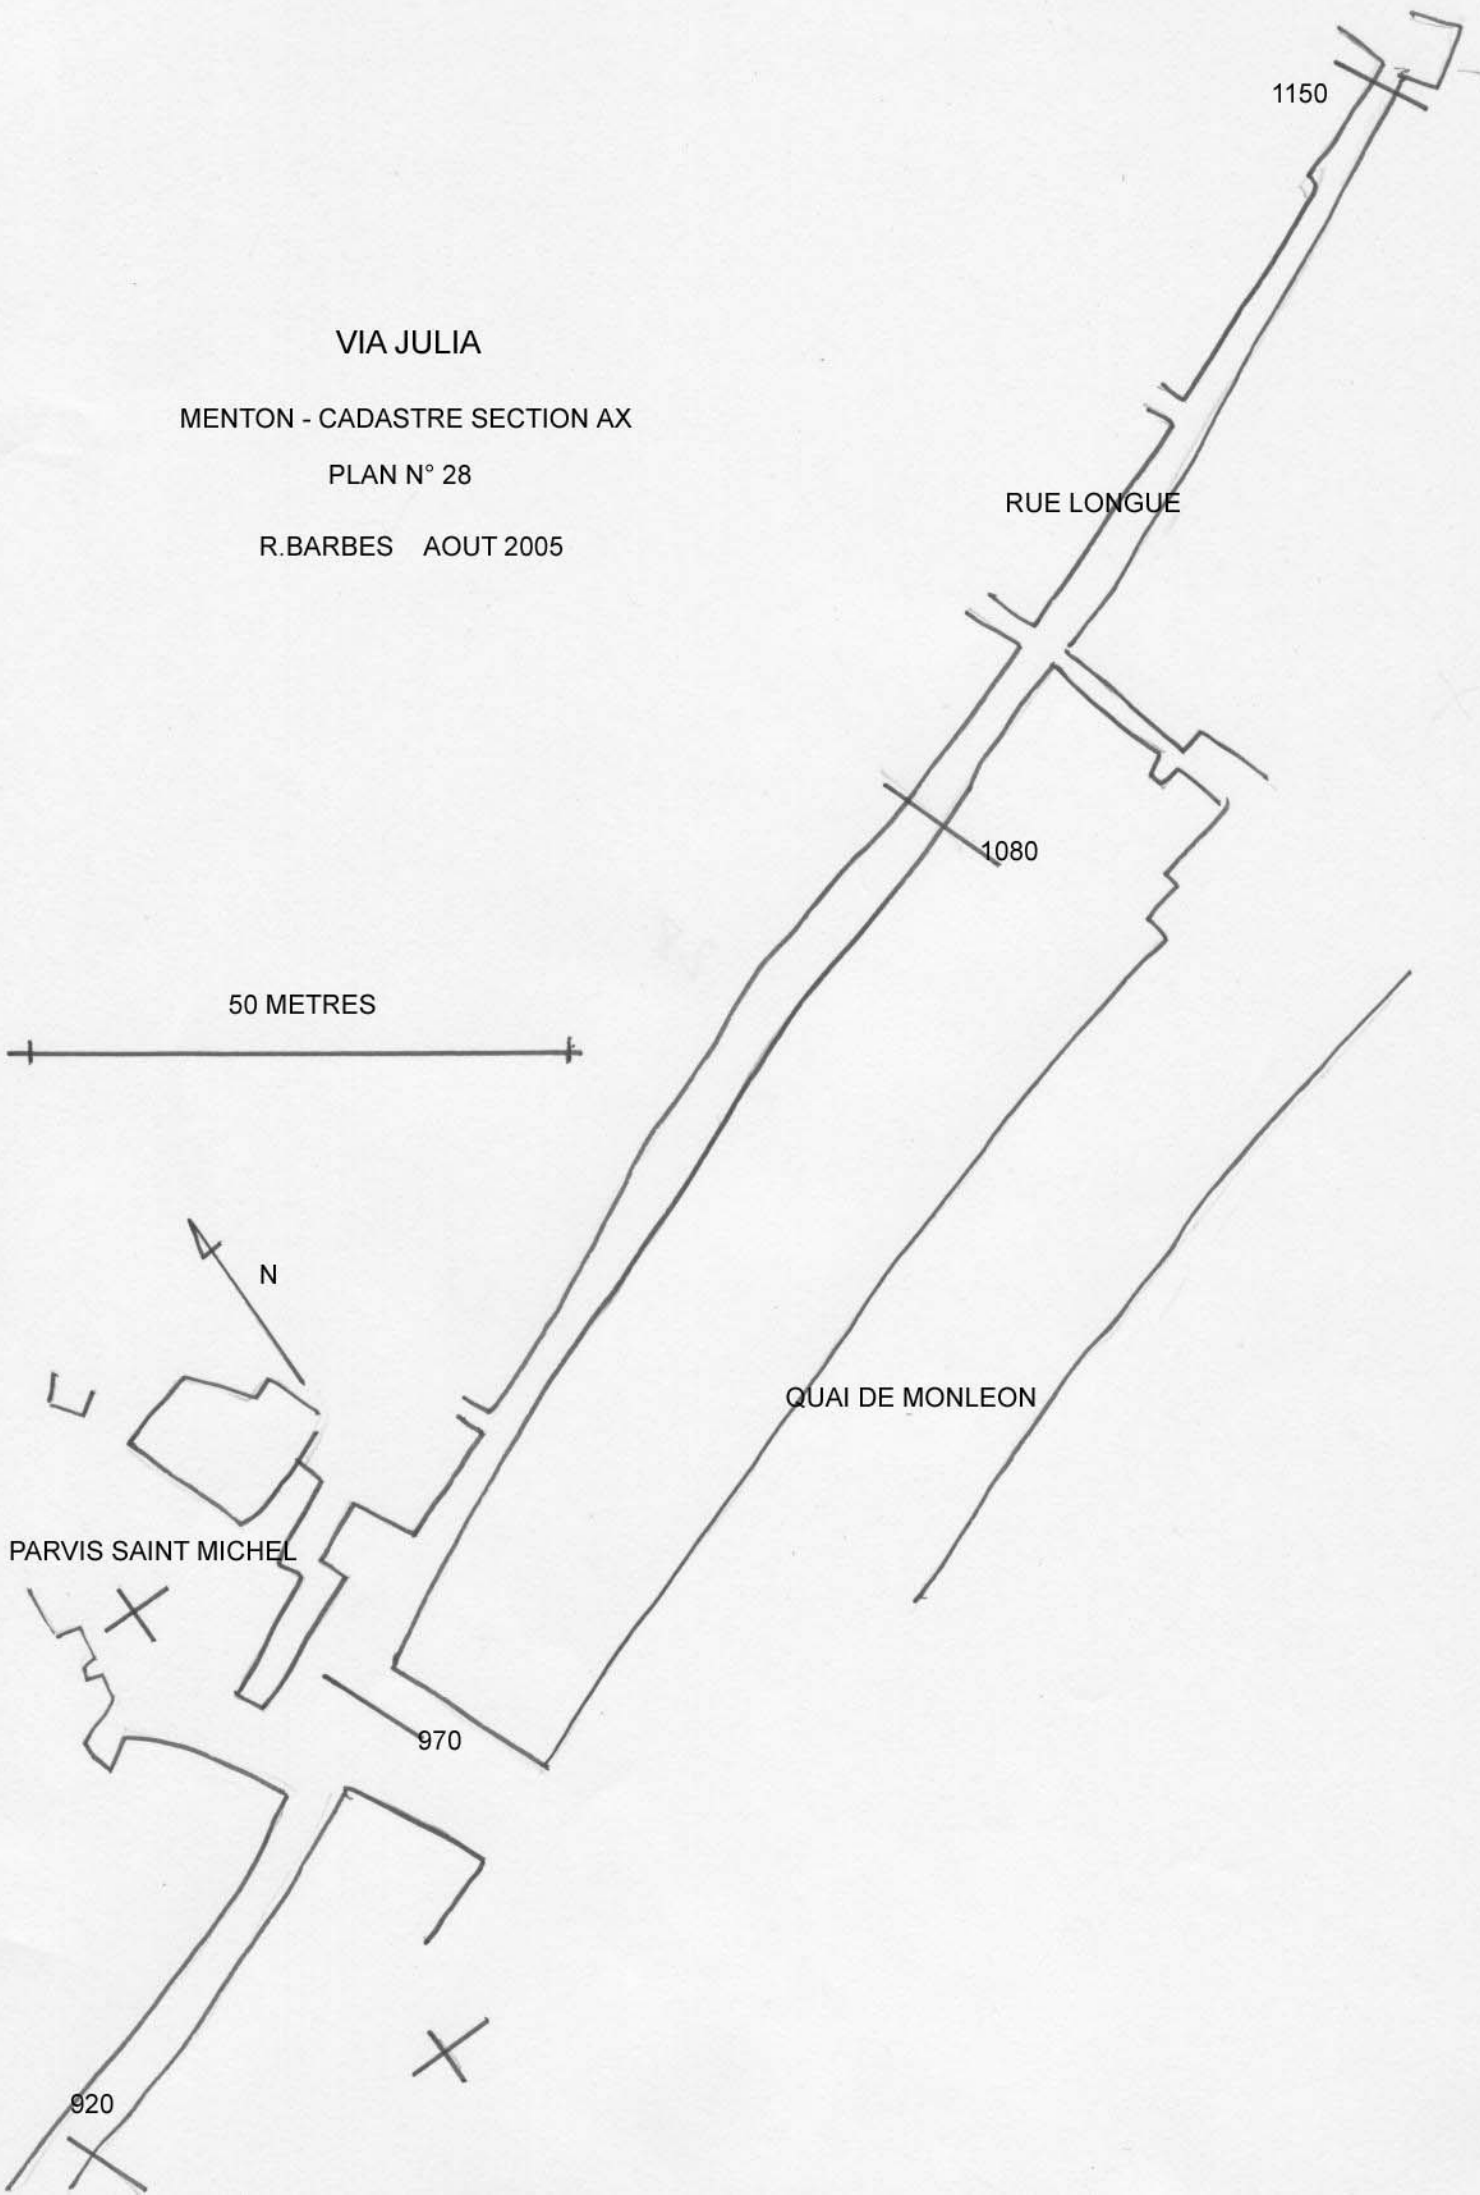 1150
VIA JULIA
MENTON - CADASTRE SECTION AX
PLAN N° 28
RUE LONGUE
R.BARBES AOUT 2005
1080
50 METRES
N
QUAI DE MONLEON
PARVIS SAINT MICHEL
970
920